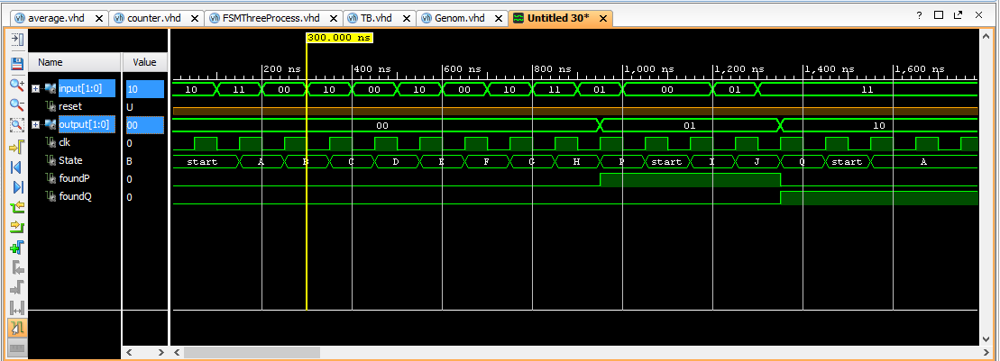 average.vhd × counter.vhd × FSMThreeProcess.vhd × TB.vhd × Genom.vhd × Untitled 30* × ?
300.000 ns
Name Value
200 ns 400 ns 600 ns 800 ns 1,000 ns 1,200 ns 1,400 ns 1,600 ns
input[1:0] 10 10 11 00 10 00 10 00 10 11 01 00 01 11
reset U
output[1:0] 00 00 01 10
clk 0
State B start A B C D E F G H P start I J Q start A
foundP 0
foundQ 0